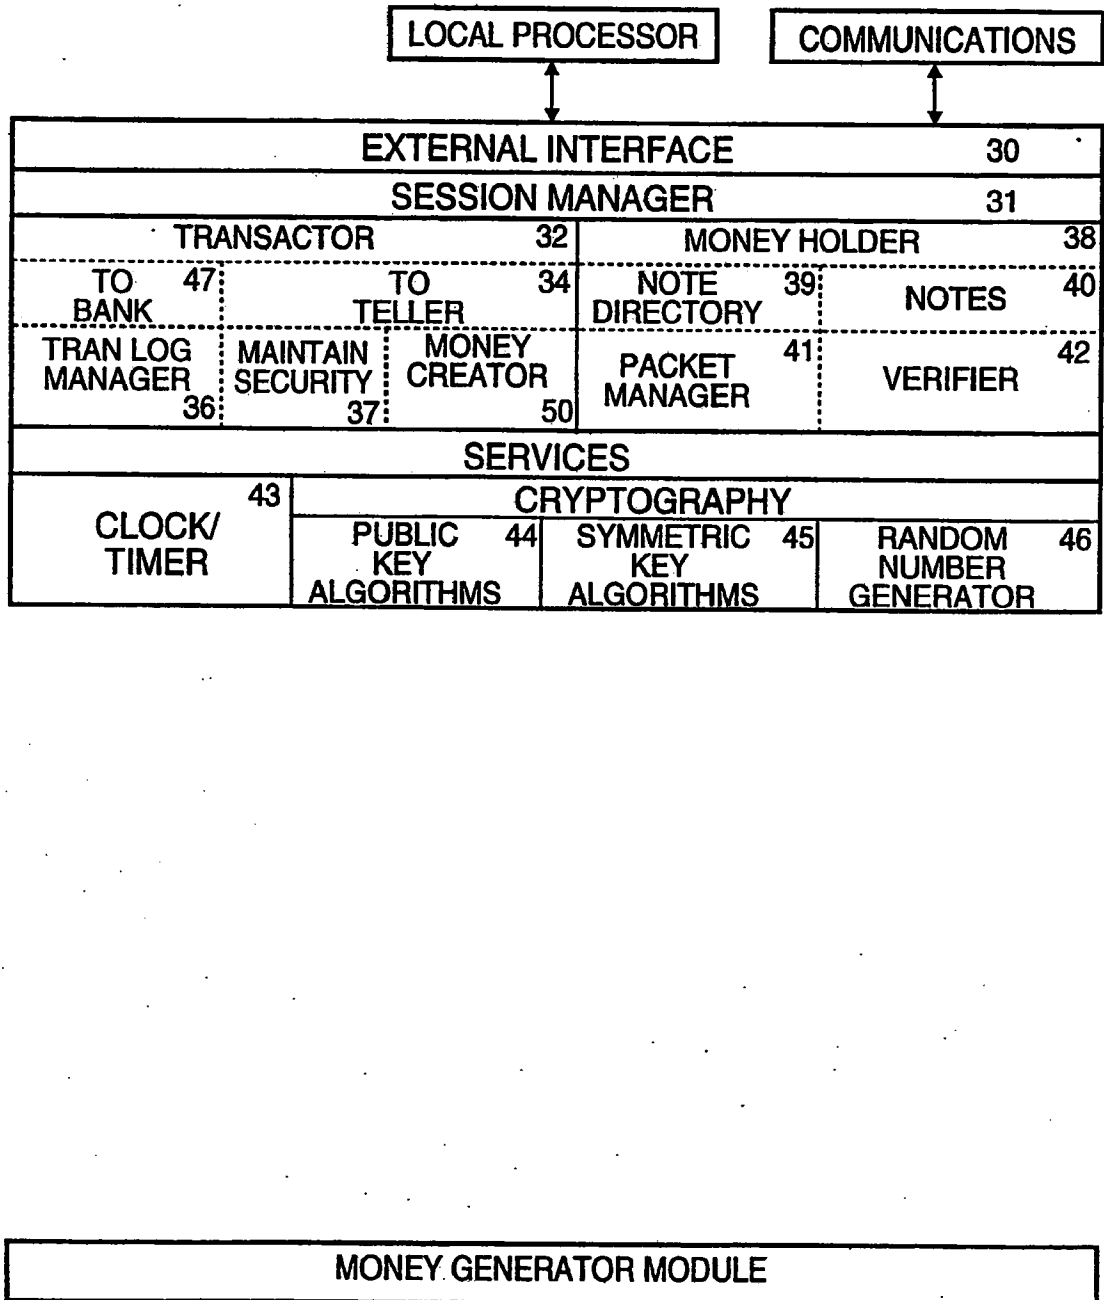 LOCAL PROCESSOR
COMMUNICATIONS
EXTERNAL INTERFACE 30
SESSION MANAGER 31
TRANSACTOR 32
MONEY HOLDER 38
TO BANK 47
TO TELLER 34
NOTE DIRECTORY 39
NOTES 40
TRAN LOG MANAGER 36
MAINTAIN SECURITY 37
MONEY CREATOR 50
PACKET MANAGER 41
VERIFIER 42
SERVICES
CLOCK/ TIMER 43
CRYPTOGRAPHY
PUBLIC KEY ALGORITHMS 44
SYMMETRIC KEY ALGORITHMS 45
RANDOM NUMBER GENERATOR 46
MONEY GENERATOR MODULE